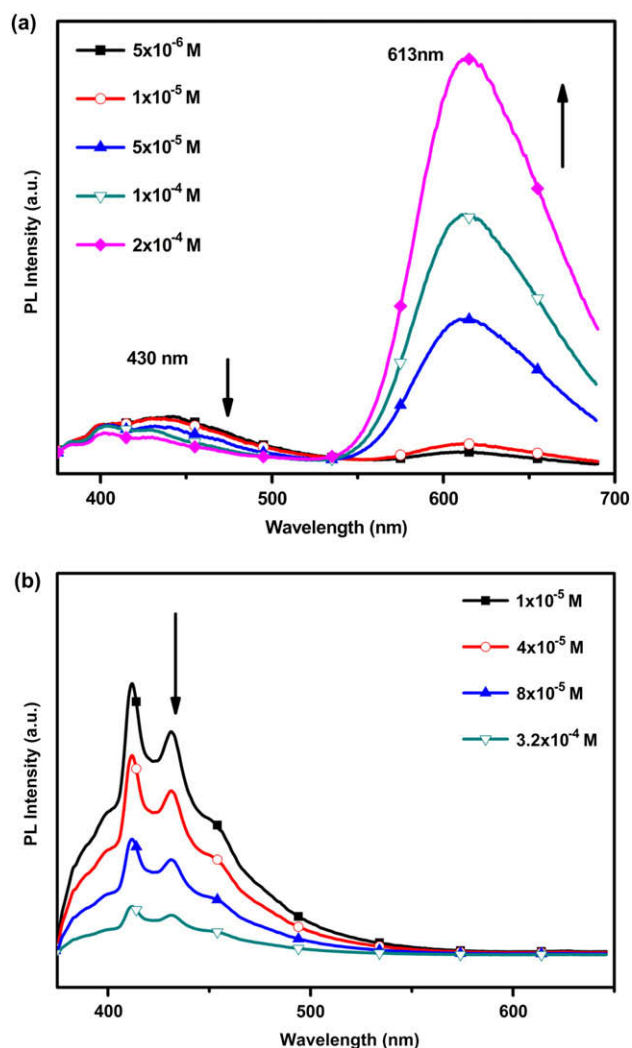 (a)
5x10⁻⁶ M
1x10⁻⁵ M
5x10⁻⁵ M
1x10⁻⁴ M
2x10⁻⁴ M
613nm
430 nm
PL Intensity (a.u.)
400 500 600 700
Wavelength (nm)
(b)
1x10⁻⁵ M
4x10⁻⁵ M
8x10⁻⁵ M
3.2x10⁻⁴ M
PL Intensity (a.u.)
400 500 600
Wavelength (nm)